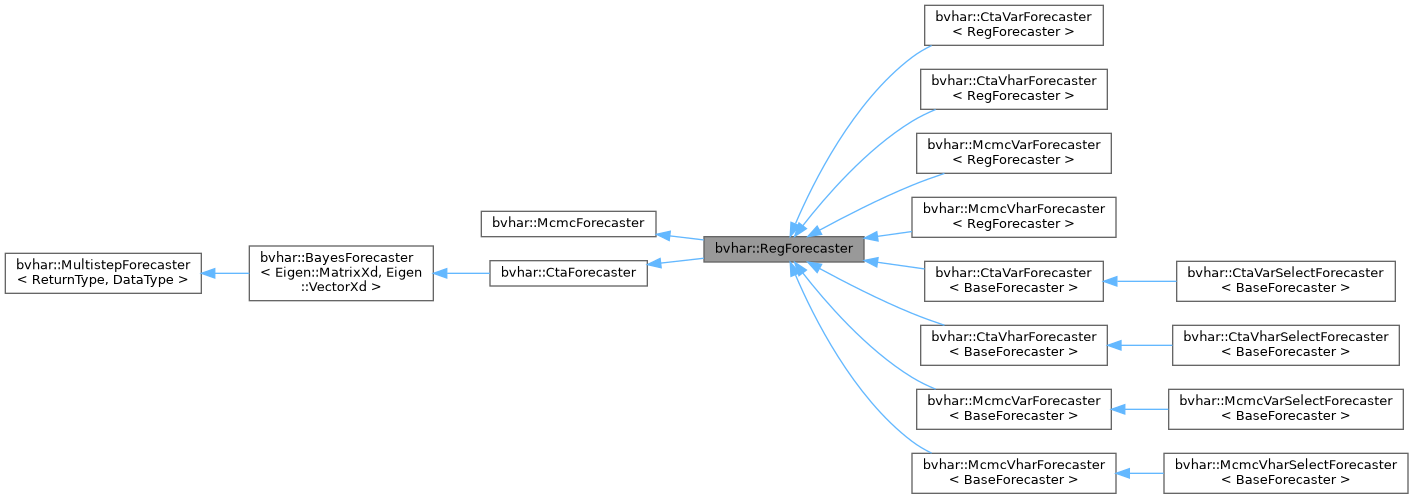 bvhar::MultistepForecaster
< ReturnType, DataType >
bvhar::BayesForecaster
< Eigen::MatrixXd, Eigen
::VectorXd >
bvhar::McmcForecaster
bvhar::CtaForecaster
bvhar::RegForecaster
bvhar::CtaVarForecaster
< RegForecaster >
bvhar::CtaVharForecaster
< RegForecaster >
bvhar::McmcVarForecaster
< RegForecaster >
bvhar::McmcVharForecaster
< RegForecaster >
bvhar::CtaVarForecaster
< BaseForecaster >
bvhar::CtaVharForecaster
< BaseForecaster >
bvhar::McmcVarForecaster
< BaseForecaster >
bvhar::McmcVharForecaster
< BaseForecaster >
bvhar::CtaVarSelectForecaster
< BaseForecaster >
bvhar::CtaVharSelectForecaster
< BaseForecaster >
bvhar::McmcVarSelectForecaster
< BaseForecaster >
bvhar::McmcVharSelectForecaster
< BaseForecaster >